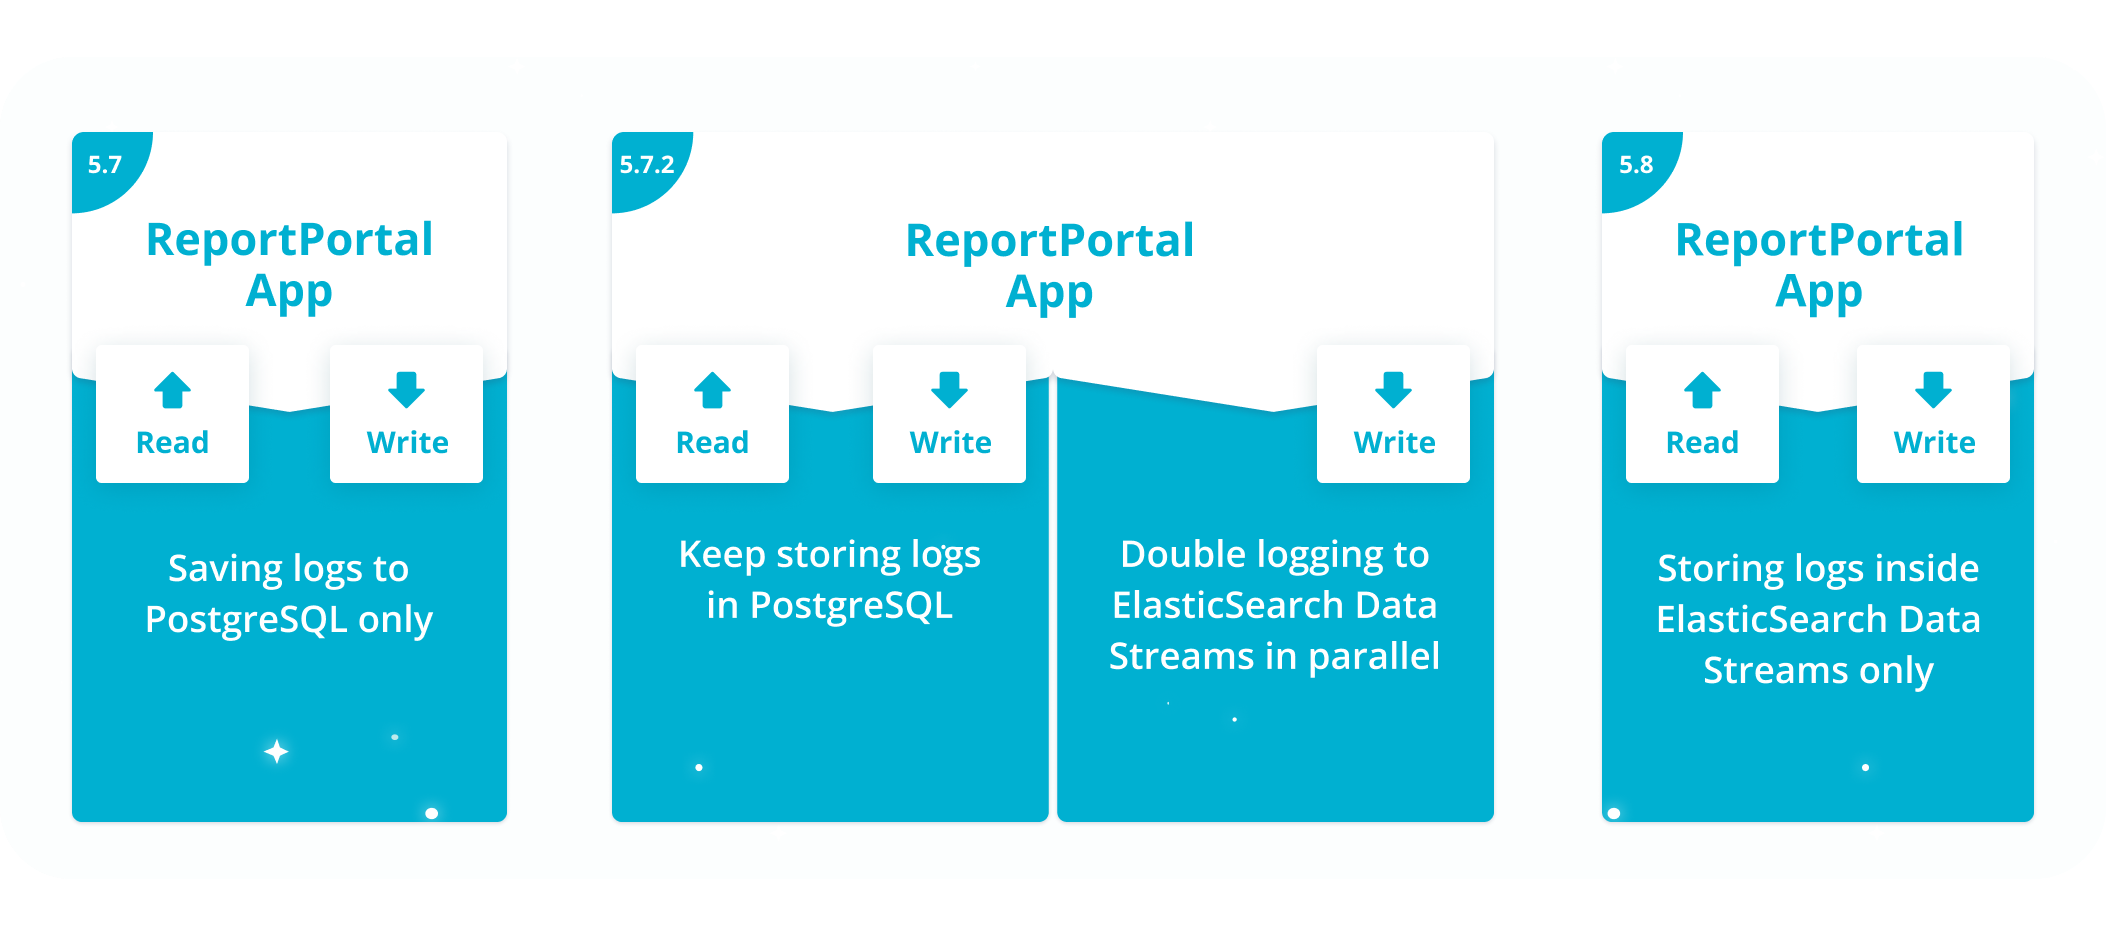 5.7
ReportPortal
App
Read
Write
Saving logs to
PostgreSQL only
5.7.2
ReportPortal
App
Read
Write
Write
Keep storing logs
in PostgreSQL
Double logging to
ElasticSearch Data
Streams in parallel
5.8
ReportPortal
App
Read
Write
Storing logs inside
ElasticSearch Data
Streams only